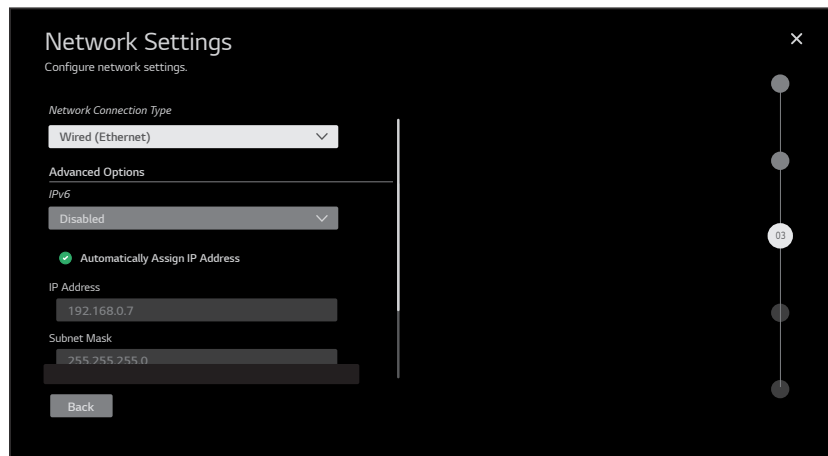 Network Settings
Configure network settings.
Network Connection Type
Wired (Ethernet)
Advanced Options
IPv6
Disabled
Automatically Assign IP Address
IP Address
192.168.0.7
Subnet Mask
255.255.255.0
Back
03